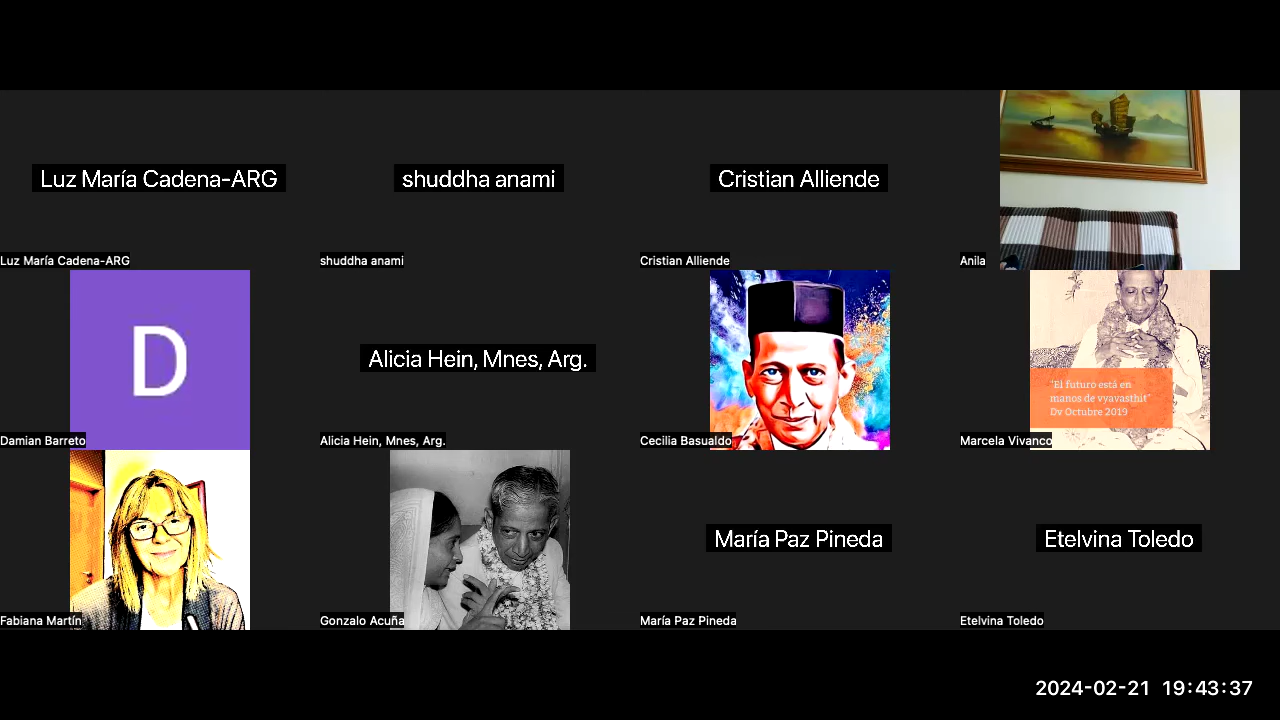 Luz María Cadena-ARG
shuddha anami
Cristian Alliende
Luz María Cadena-ARG
shuddha anami
Cristian Alliende
Anila
D
Alicia Hein, Mnes, Arg.
"El futuro está en
manos de vyavasthit"
Dv Octubre 2019
Damian Barreto
Alicia Hein, Mnes, Arg.
Cecilia Basualdo
Marcela Vivanco
María Paz Pineda
Etelvina Toledo
Fabiana Martín
Gonzalo Acuña
María Paz Pineda
Etelvina Toledo
2024-02-21 19:43:37